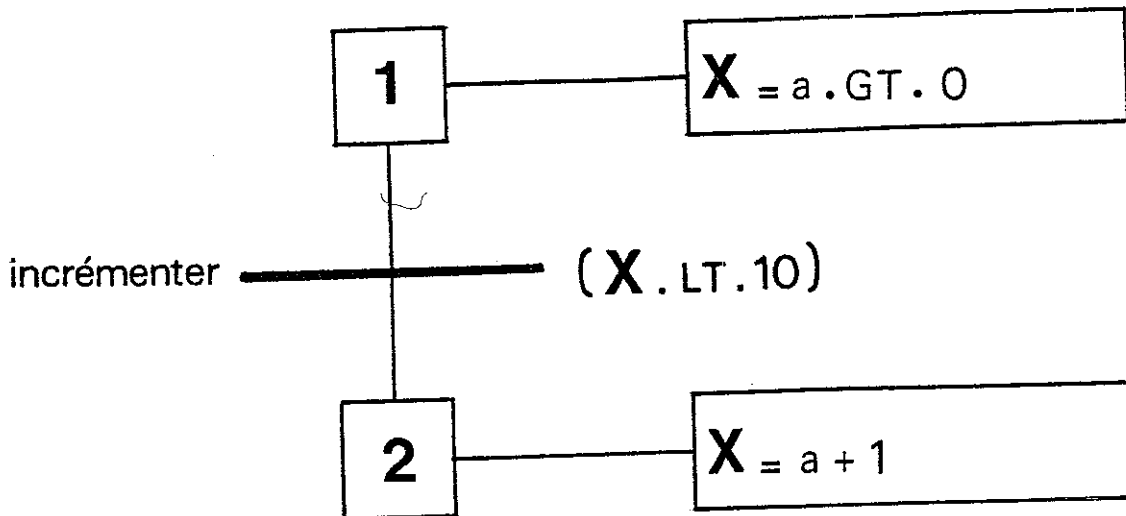 1
X = a . GT . 0
incrémenter
(X . LT . 10)
2
X = a + 1